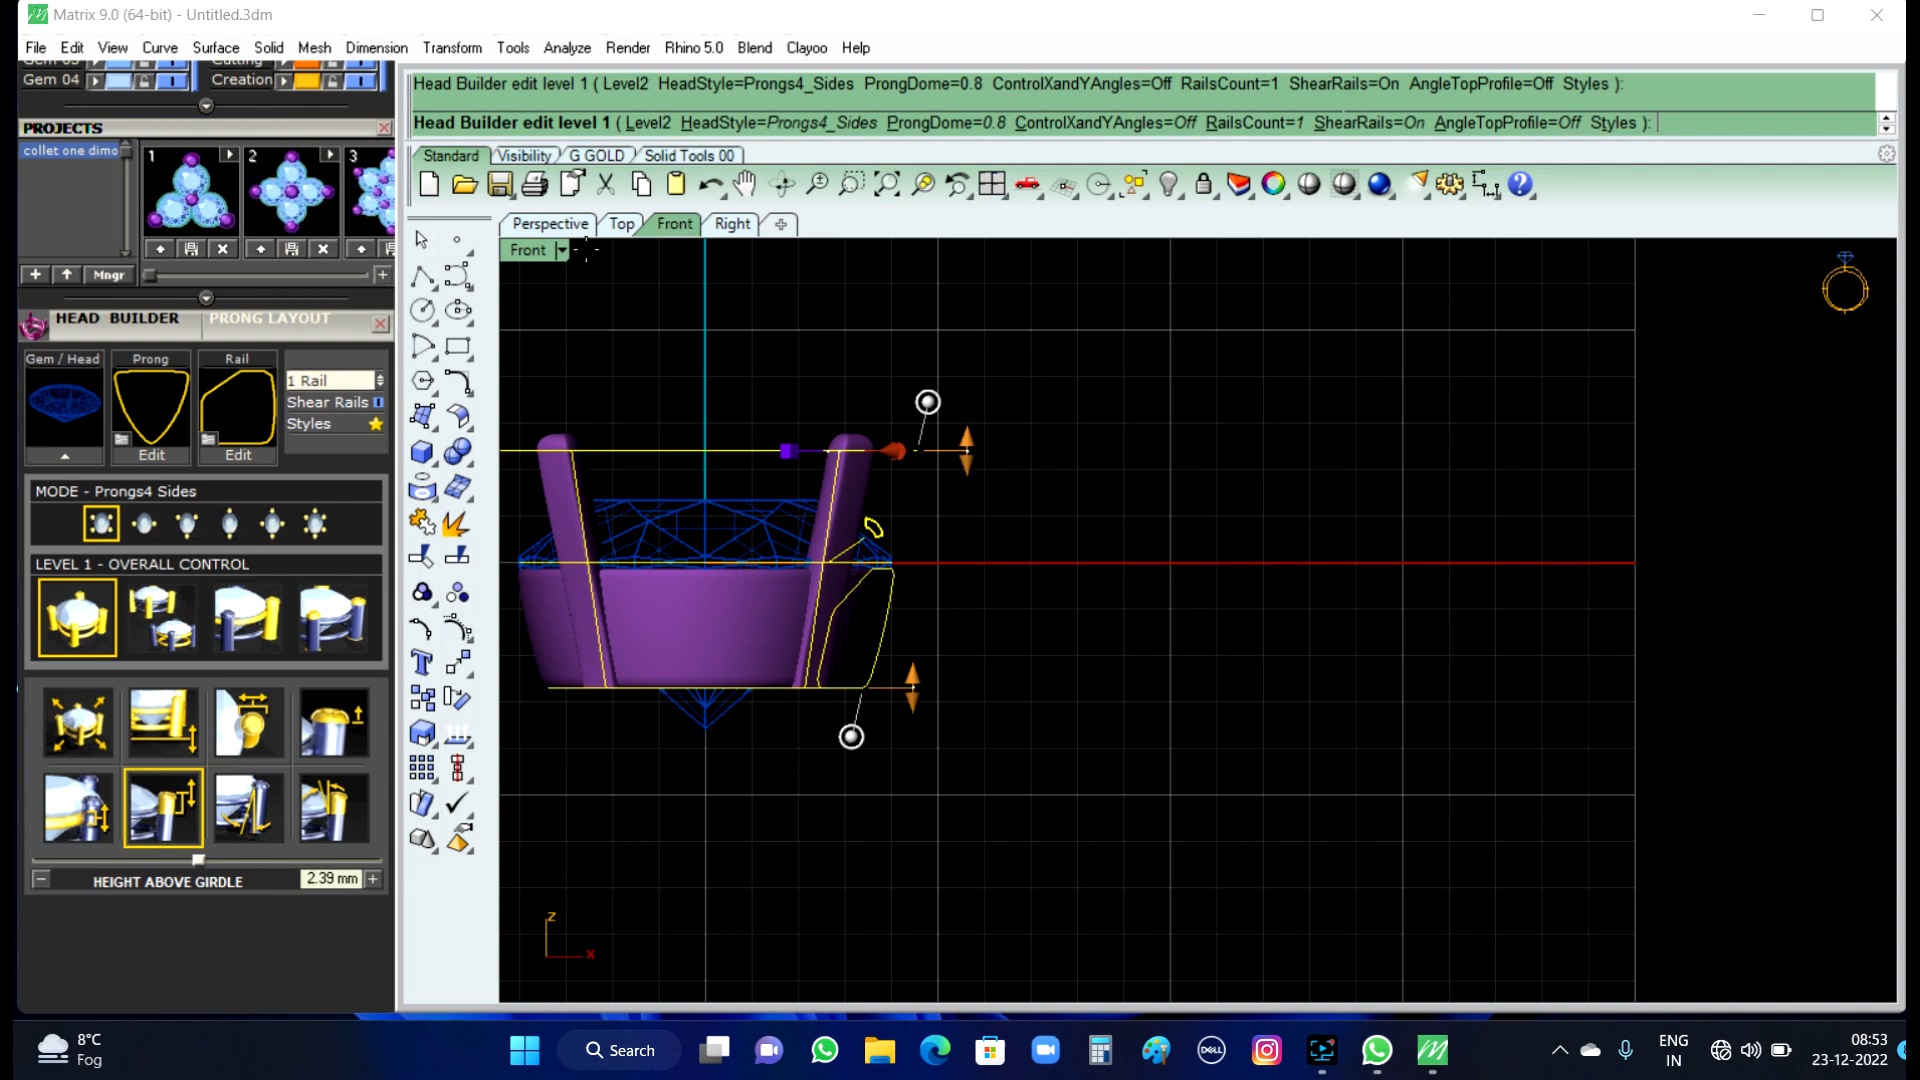 Matrix 9.0 (64-bit) - Untitled.3dm
File Edit View Curve Surface Solid Mesh Dimension Transform Tools Analyze Render Rhino 5.0 Blend Clayoo Help
Gem 03 Cutting
Gem 04 Creation
Head Builder edit level 1 ( Level2 HeadStyle=Prongs4_Sides ProngDome=0.8 ControlXandYAngles=Off RailsCount=1 ShearRails=On AngleTopProfile=Off Styles ):
Head Builder edit level 1 ( Level2 HeadStyle=Prongs4_Sides ProngDome=0.8 ControlXandYAngles=Off RailsCount=1 ShearRails=On AngleTopProfile=Off Styles ):
PROJECTS
collet one dimo
1 2 3
Mngr
Standard Visibility G GOLD Solid Tools 00
Perspective Top Front Right
Front
HEAD BUILDER PRONG LAYOUT
Gem / Head Prong Rail
1 Rail
Shear Rails
Styles
Edit Edit
MODE - Prongs4 Sides
LEVEL 1 - OVERALL CONTROL
HEIGHT ABOVE GIRDLE 2.39 mm
z
x
8°C
Fog
Search
DELL
ENG
IN
08:53
23-12-2022